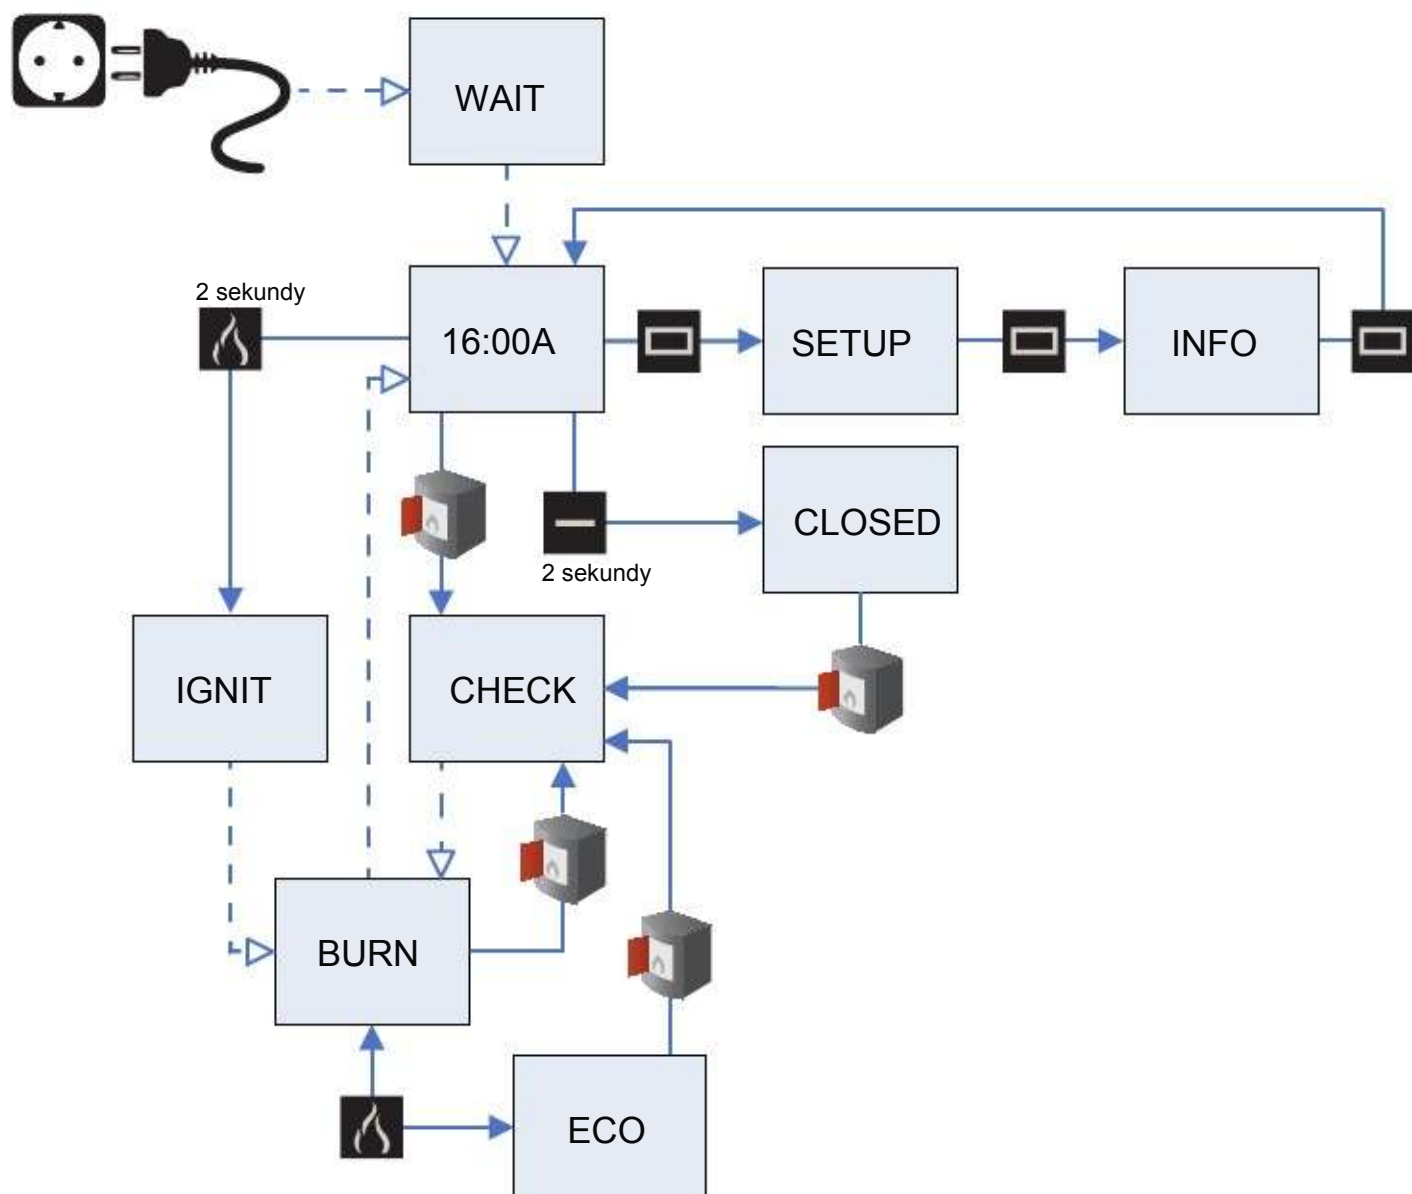 WAIT
2 sekundy
16:00A
SETUP
INFO
CLOSED
2 sekundy
IGNIT
CHECK
BURN
ECO